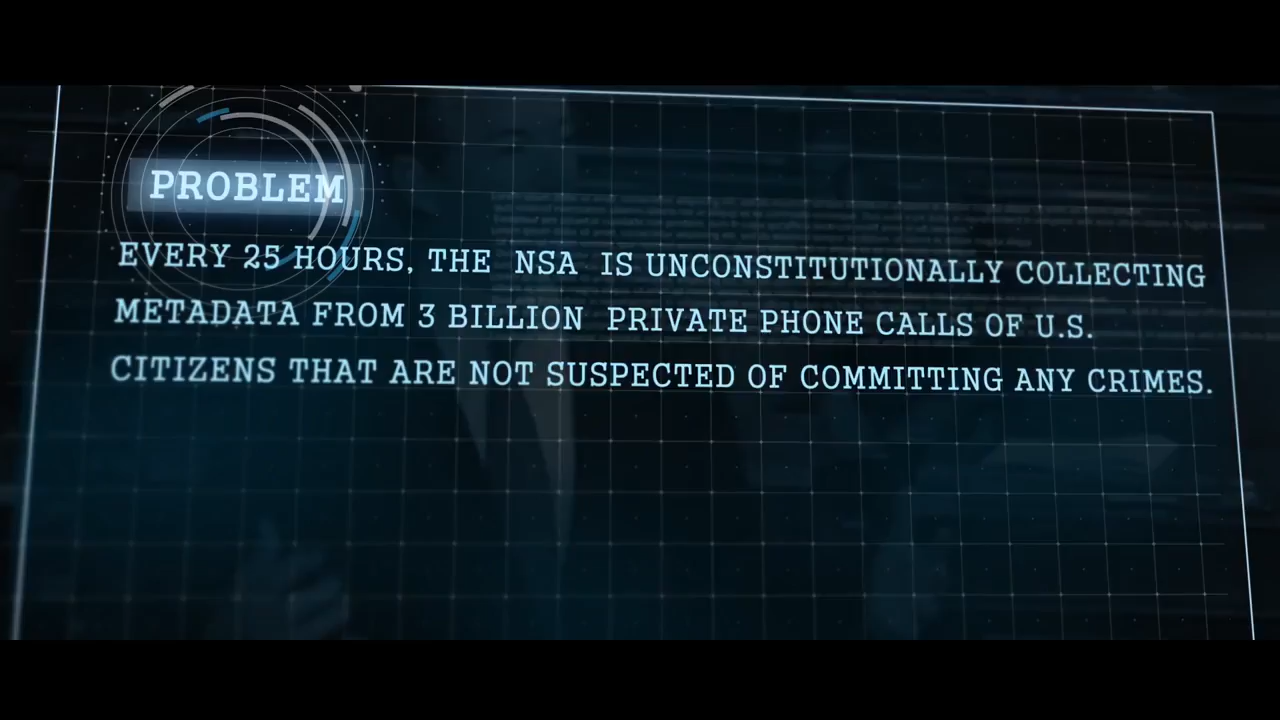 PROBLEM
EVERY 25 HOURS, THE NSA IS UNCONSTITUTIONALLY COLLECTING
METADATA FROM 3 BILLION PRIVATE PHONE CALLS OF U.S.
CITIZENS THAT ARE NOT SUSPECTED OF COMMITTING ANY CRIMES.